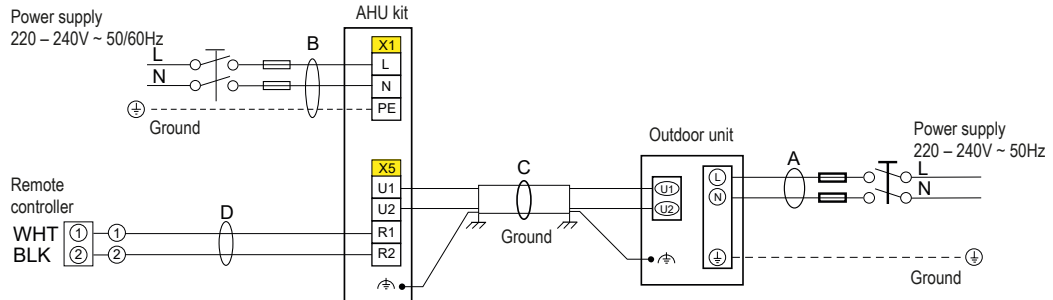 Power supply
220 – 240V ~ 50/60Hz
L
N
Ground
B
AHU kit
X1
L
N
PE
X5
U1
U2
R1
R2
Remote
controller
WHT 1 1
BLK 2 2
D
C
Ground
Outdoor unit
U1
U2
L
N
A
Power supply
220 – 240V ~ 50Hz
L
N
Ground